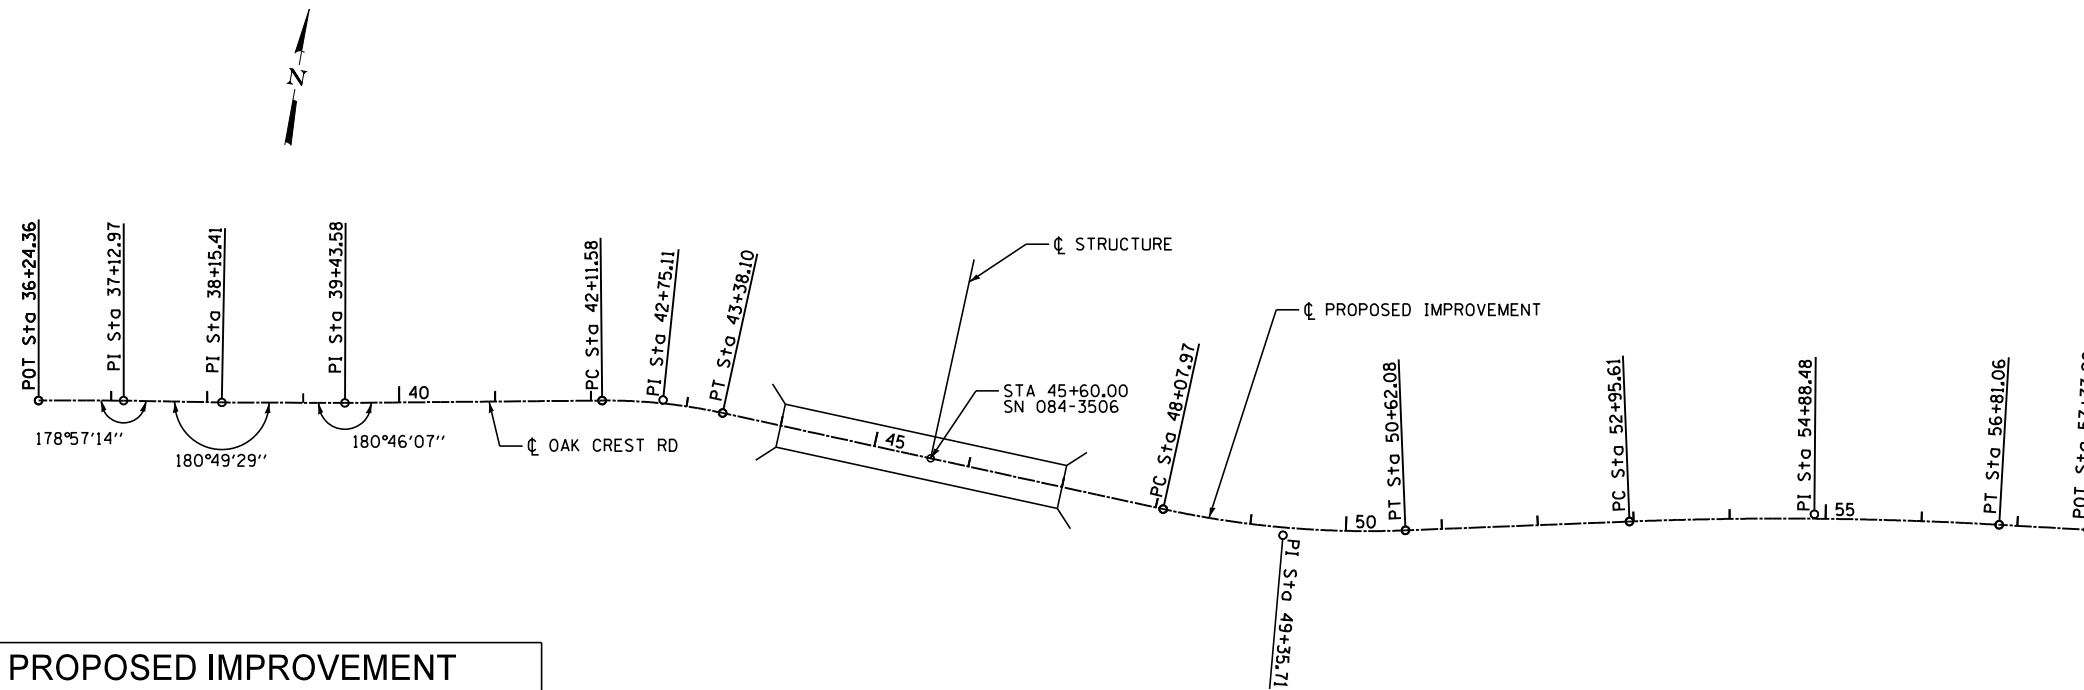 N
POT Sta 36+24.36
PI Sta 37+12.97
PI Sta 38+15.41
PI Sta 39+43.58
40
PC Sta 42+11.58
PI Sta 42+75.11
PT Sta 43+38.10
℄ STRUCTURE
℄ PROPOSED IMPROVEMENT
STA 45+60.00
SN 084-3506
45
PC Sta 48+07.97
50
PT Sta 50+62.08
PC Sta 52+95.61
PI Sta 54+88.48
55
PT Sta 56+81.06
POT Sta
178°57'14''
180°49'29''
180°46'07''
℄ OAK CREST RD
PI Sta 49+35.71
PROPOSED IMPROVEMENT